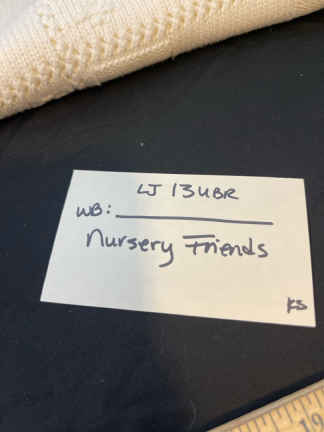 LJ 134BR
WB:
Nursery Friends
KS